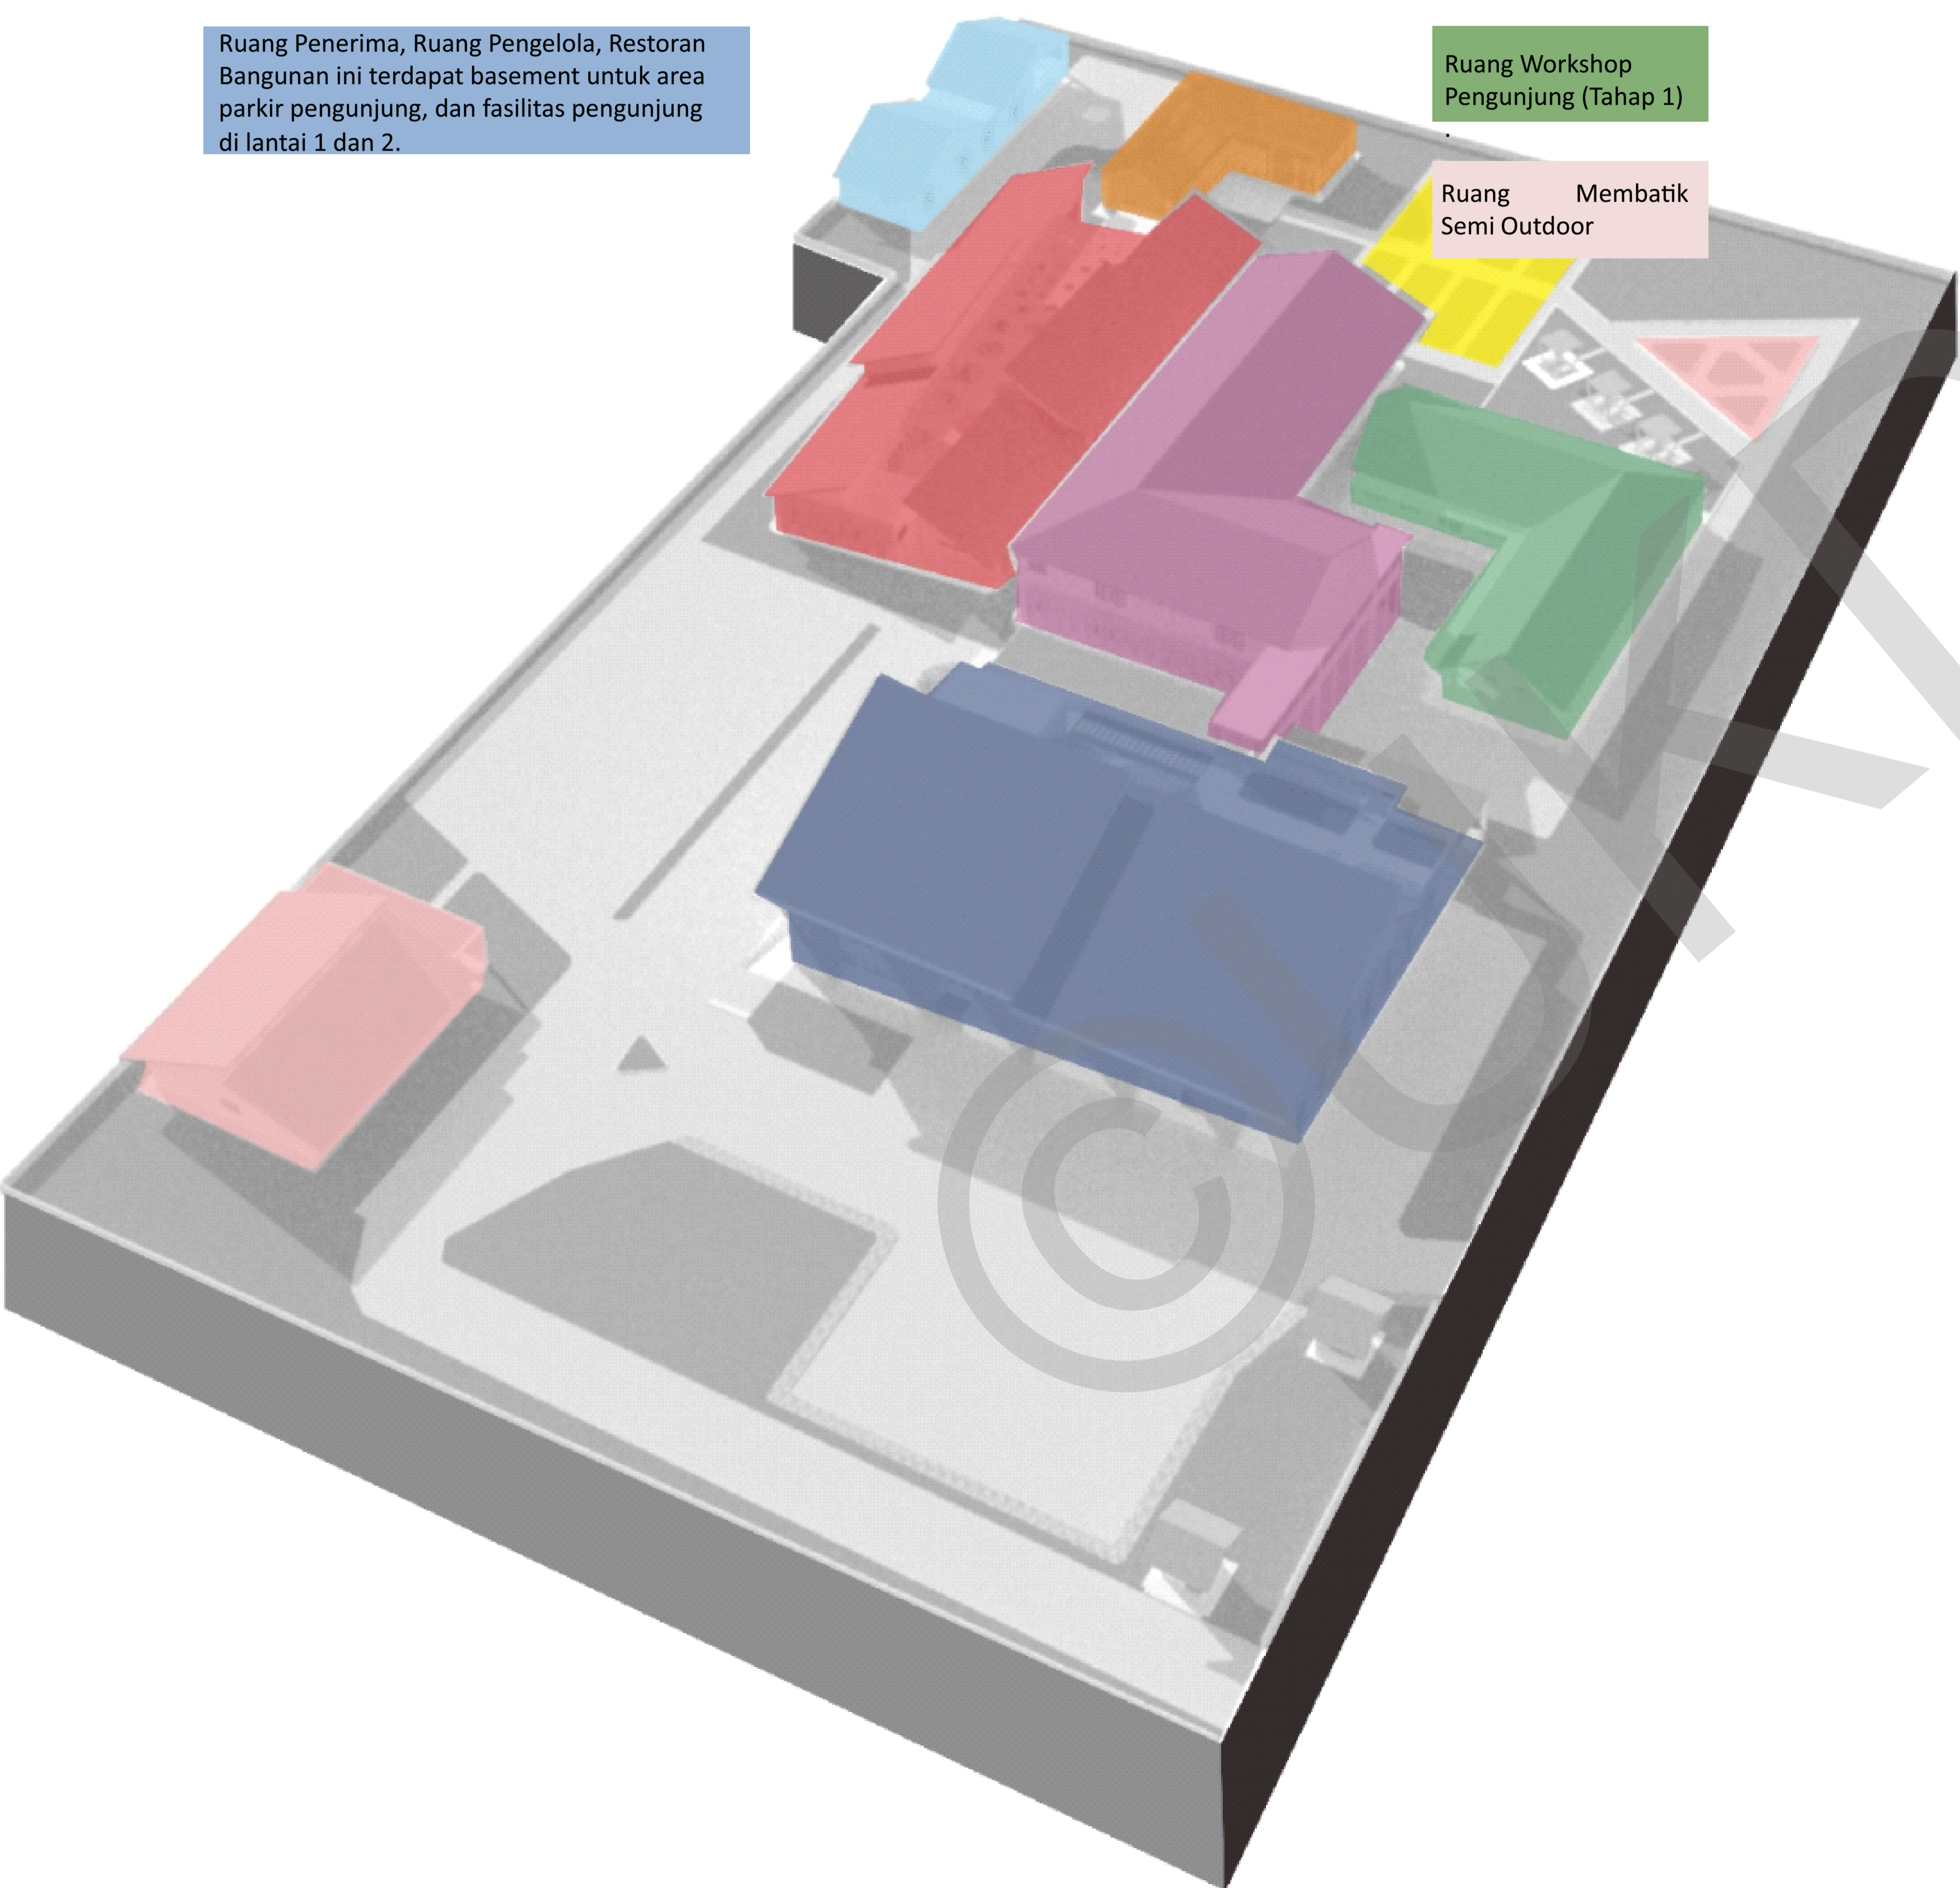 Ruang Penerima, Ruang Pengelola, Restoran
Bangunan ini terdapat basement untuk area
parkir pengunjung, dan fasilitas pengunjung
di lantai 1 dan 2.
Ruang Workshop
Pengunjung (Tahap 1)
.
Ruang Membatik
Semi Outdoor